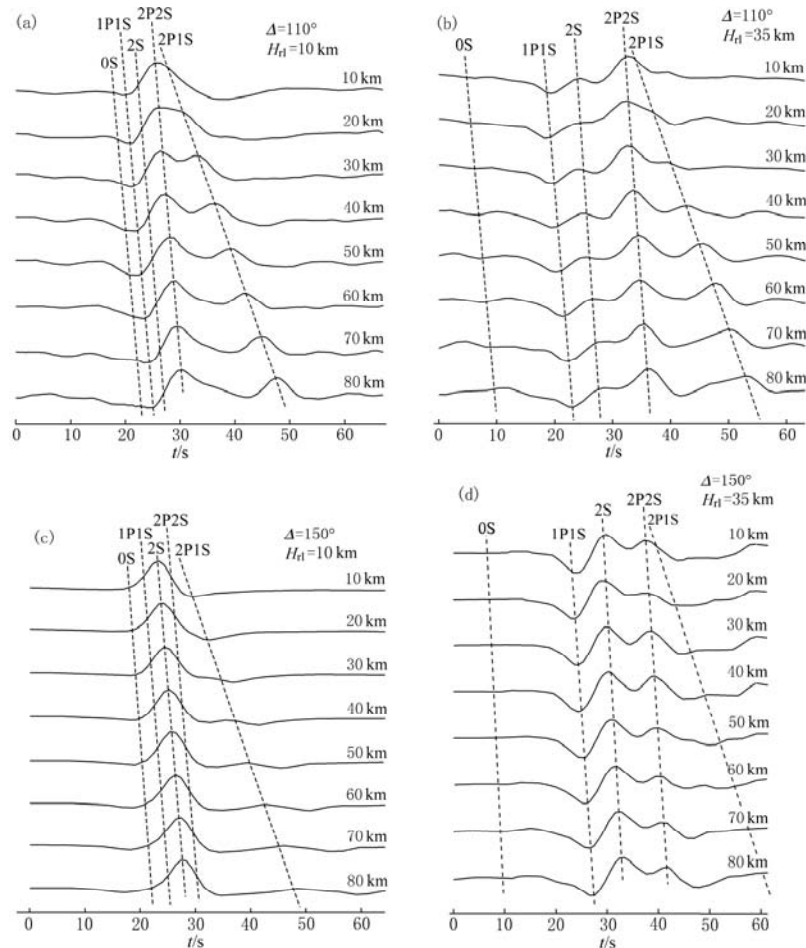 (a)
Δ=110°
H_rl=10 km
0S
1P1S
2S
2P2S
2P1S
10 km
20 km
30 km
40 km
50 km
60 km
70 km
80 km
0 10 20 30 40 50 60
t/s
(b)
Δ=110°
H_rl=35 km
0S
1P1S
2S
2P2S
2P1S
10 km
20 km
30 km
40 km
50 km
60 km
70 km
80 km
0 10 20 30 40 50 60
t/s
(c)
Δ=150°
H_rl=10 km
0S
1P1S
2S
2P2S
2P1S
10 km
20 km
30 km
40 km
50 km
60 km
70 km
80 km
0 10 20 30 40 50 60
t/s
(d)
Δ=150°
H_rl=35 km
0S
1P1S
2S
2P2S
2P1S
10 km
20 km
30 km
40 km
50 km
60 km
70 km
80 km
0 10 20 30 40 50 60
t/s